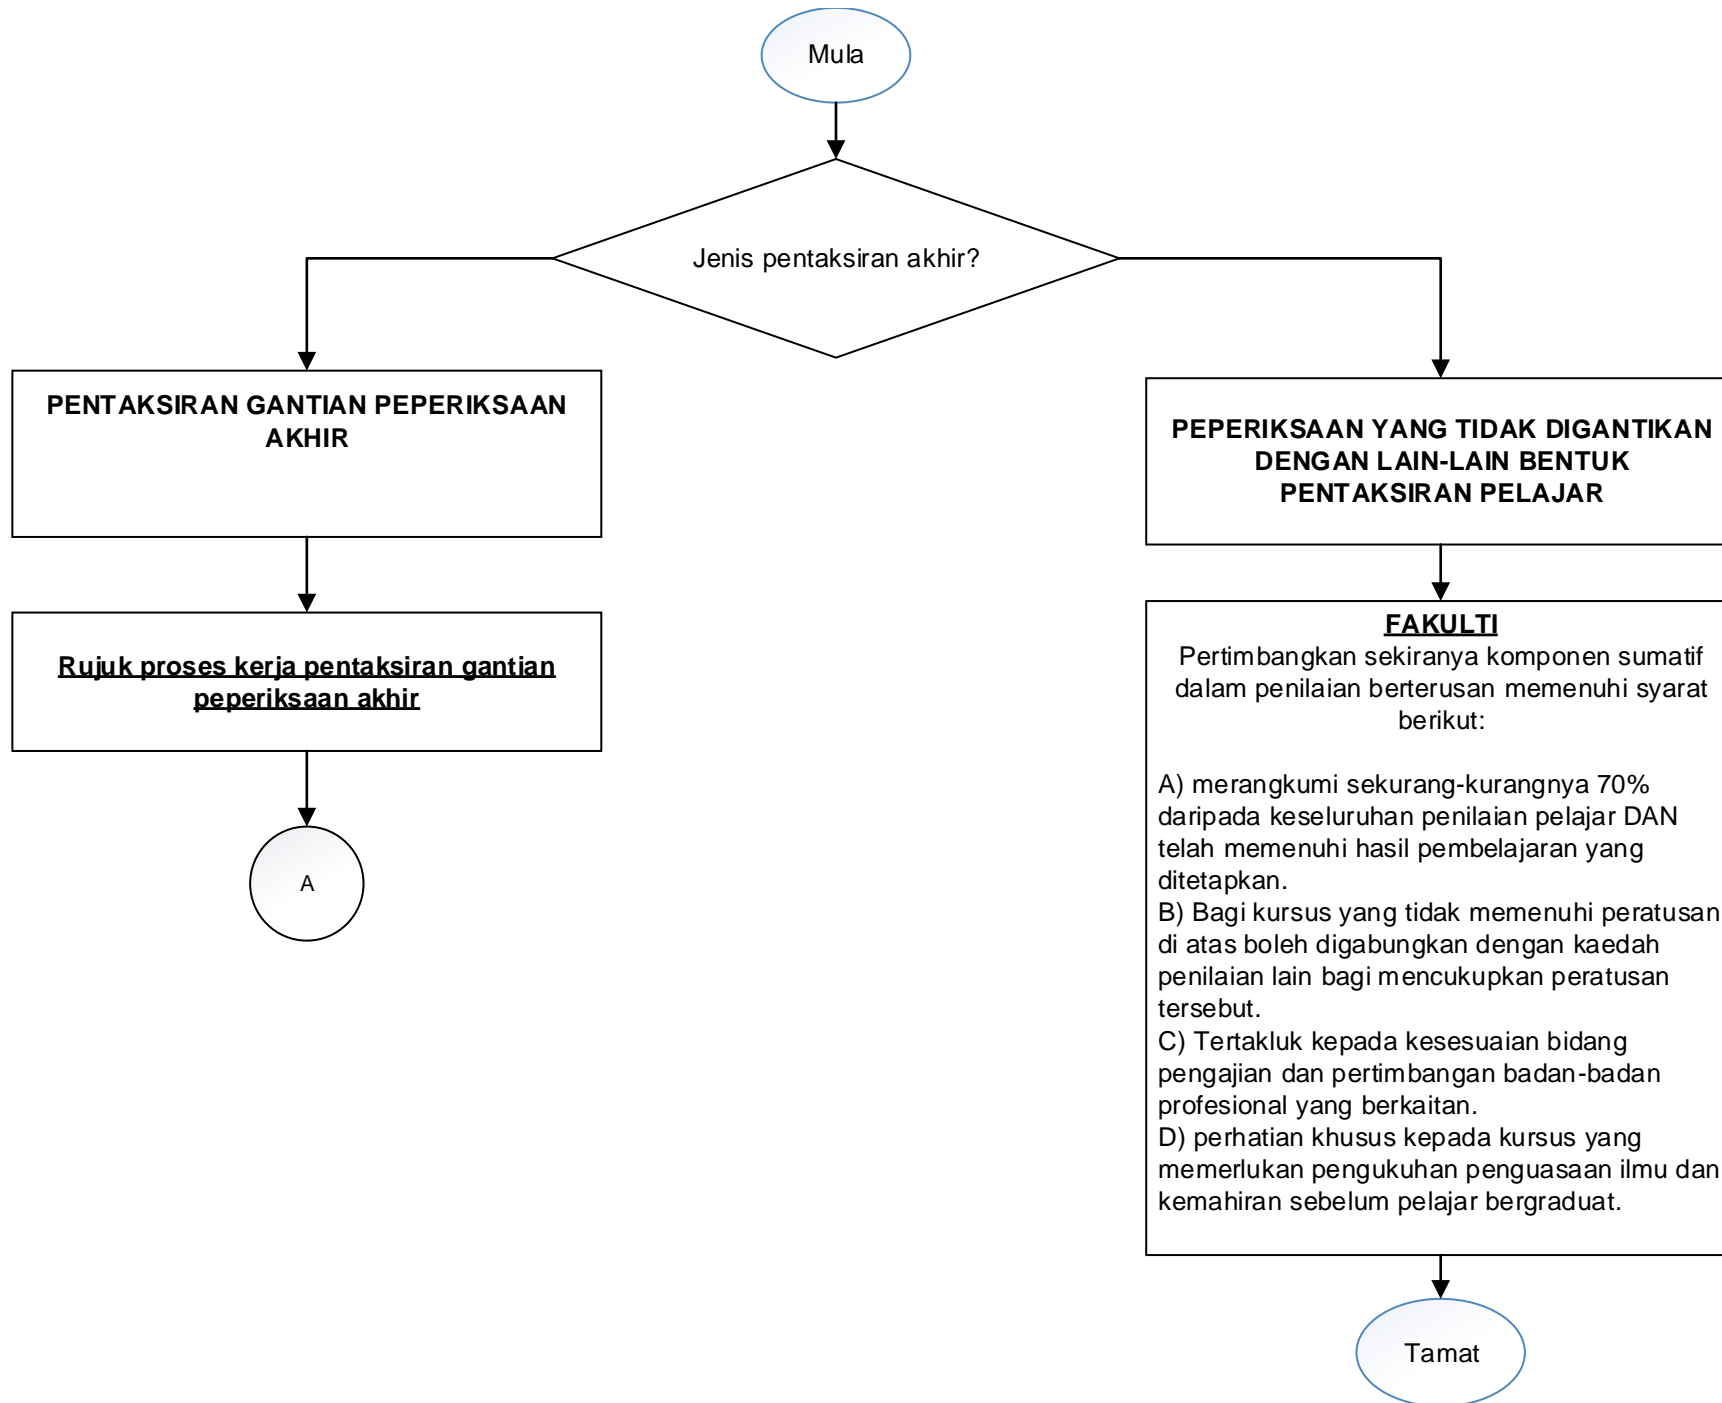 Mula
Jenis pentaksiran akhir?
PENTAKSIRAN GANTIAN PEPERIKSAAN
AKHIR
Rujuk proses kerja pentaksiran gantian
peperiksaan akhir
A
PEPERIKSAAN YANG TIDAK DIGANTIKAN
DENGAN LAIN-LAIN BENTUK
PENTAKSIRAN PELAJAR
FAKULTI
Pertimbangkan sekiranya komponen sumatif
dalam penilaian berterusan memenuhi syarat
berikut:
A) merangkumi sekurang-kurangnya 70%
daripada keseluruhan penilaian pelajar DAN
telah memenuhi hasil pembelajaran yang
ditetapkan.
B) Bagi kursus yang tidak memenuhi peratusan
di atas boleh digabungkan dengan kaedah
penilaian lain bagi mencukupkan peratusan
tersebut.
C) Tertakluk kepada kesesuaian bidang
pengajian dan pertimbangan badan-badan
profesional yang berkaitan.
D) perhatian khusus kepada kursus yang
memerlukan pengukuhan penguasaan ilmu dan
kemahiran sebelum pelajar bergraduat.
Tamat